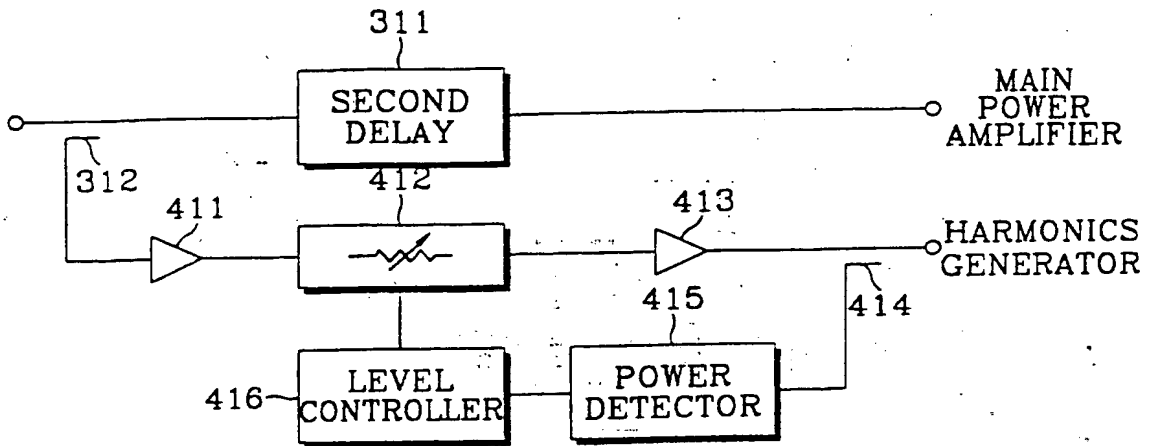 311
SECOND
DELAY
MAIN
POWER
AMPLIFIER
312
412
411
413
HARMONICS
GENERATOR
414
415
416
LEVEL
CONTROLLER
POWER
DETECTOR